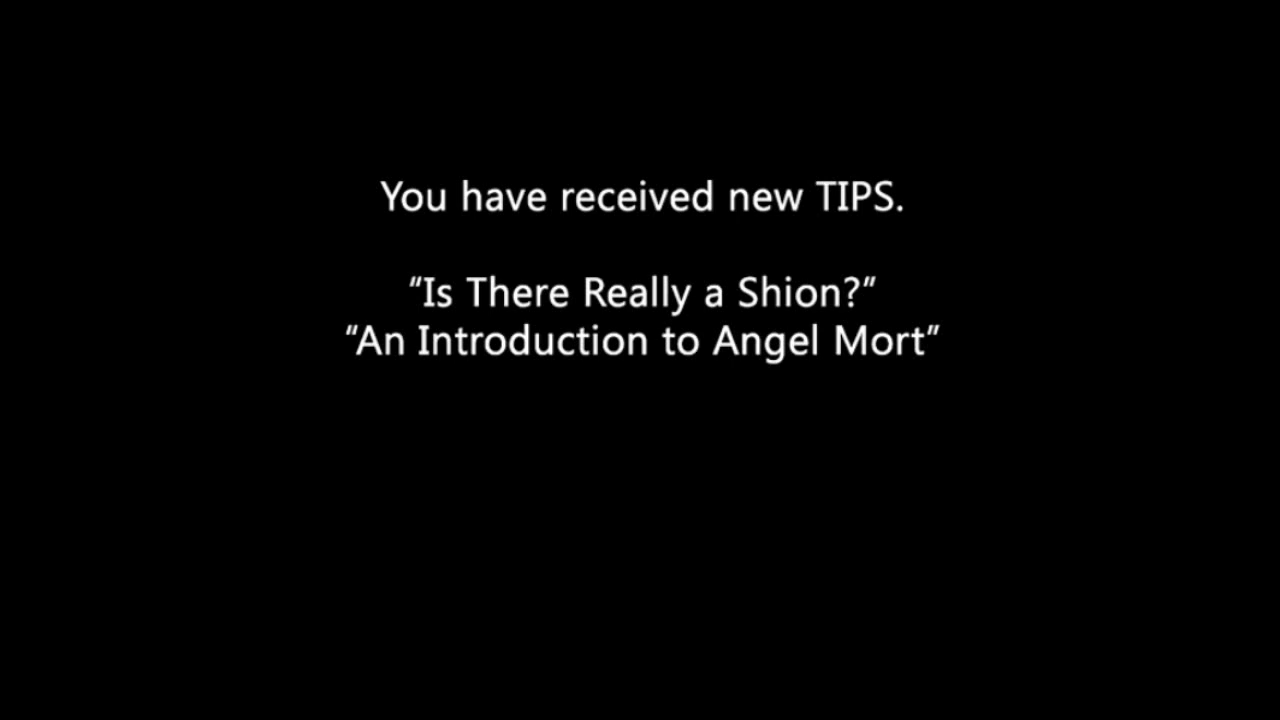 You have received new TIPS.
“Is There Really a Shion?”
“An Introduction to Angel Mort”